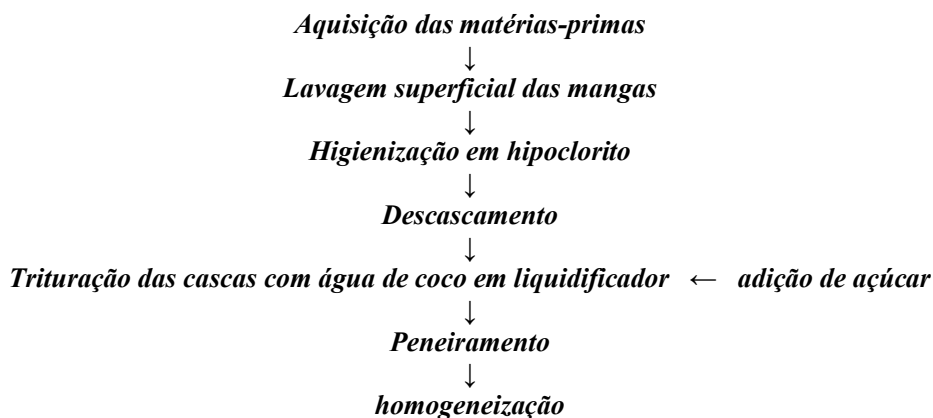 Aquisição das matérias-primas
↓
Lavagem superficial das mangas
↓
Higienização em hipoclorito
↓
Descascamento
↓
Trituração das cascas com água de coco em liquidificador ← adição de açúcar
↓
Peneiramento
↓
homogeneização